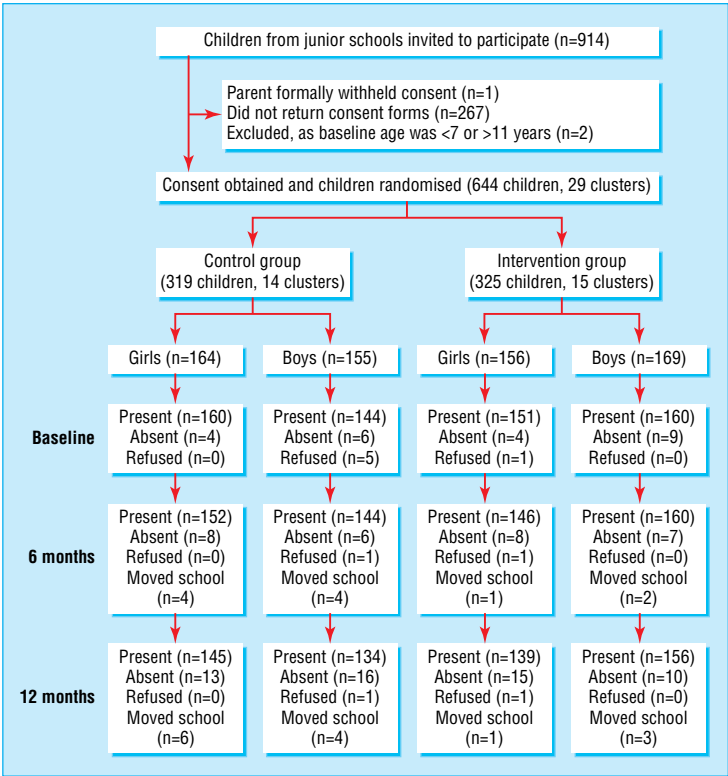 Children from junior schools invited to participate (n=914)
Parent formally withheld consent (n=1)
Did not return consent forms (n=267)
Excluded, as baseline age was <7 or >11 years (n=2)
Consent obtained and children randomised (644 children, 29 clusters)
Control group
(319 children, 14 clusters)
Intervention group
(325 children, 15 clusters)
Girls (n=164)
Boys (n=155)
Girls (n=156)
Boys (n=169)
Baseline
Present (n=160)
Absent (n=4)
Refused (n=0)
Present (n=144)
Absent (n=6)
Refused (n=5)
Present (n=151)
Absent (n=4)
Refused (n=1)
Present (n=160)
Absent (n=9)
Refused (n=0)
6 months
Present (n=152)
Absent (n=8)
Refused (n=0)
Moved school
(n=4)
Present (n=144)
Absent (n=6)
Refused (n=1)
Moved school
(n=4)
Present (n=146)
Absent (n=8)
Refused (n=1)
Moved school
(n=1)
Present (n=160)
Absent (n=7)
Refused (n=0)
Moved school
(n=2)
12 months
Present (n=145)
Absent (n=13)
Refused (n=0)
Moved school
(n=6)
Present (n=134)
Absent (n=16)
Refused (n=1)
Moved school
(n=4)
Present (n=139)
Absent (n=15)
Refused (n=1)
Moved school
(n=1)
Present (n=156)
Absent (n=10)
Refused (n=0)
Moved school
(n=3)